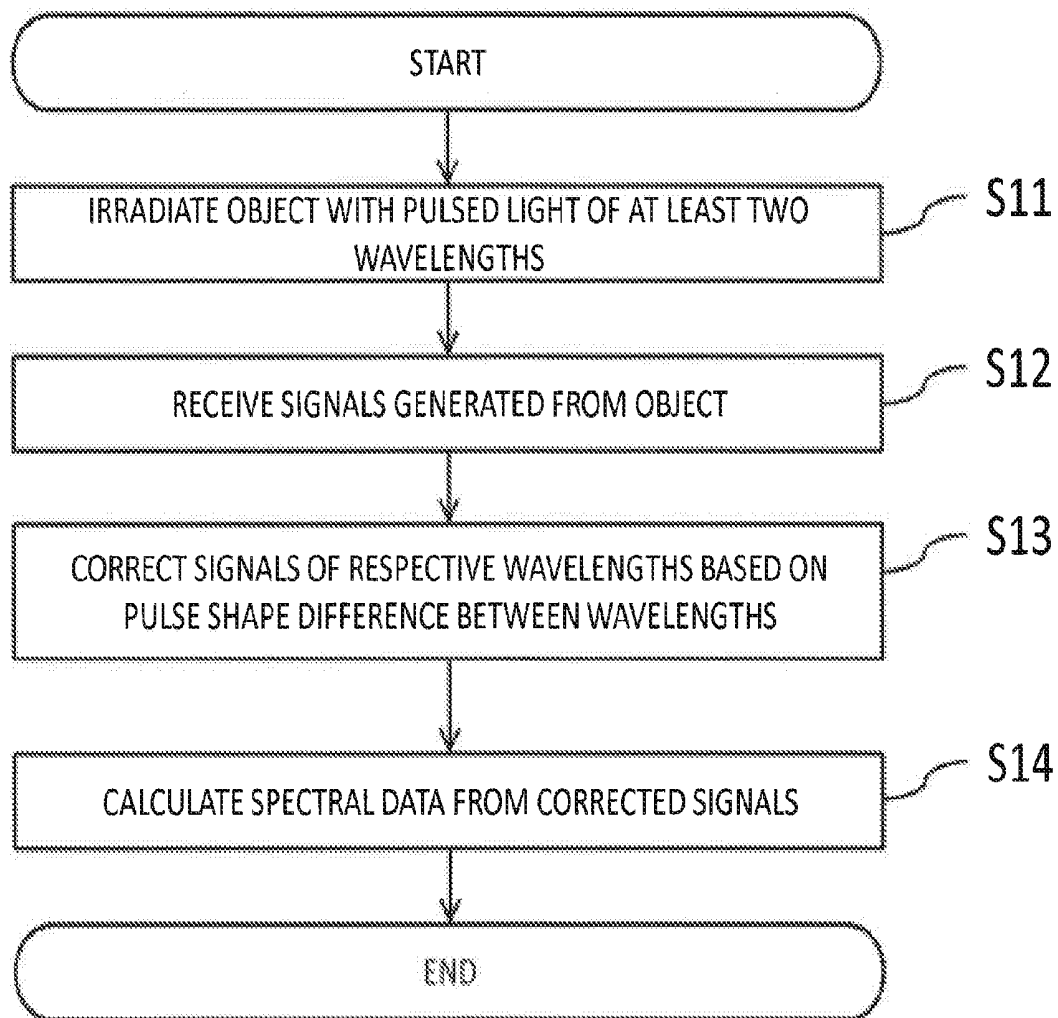 START
IRRADIATE OBJECT WITH PULSED LIGHT OF AT LEAST TWO
WAVELENGTHS
S11
RECEIVE SIGNALS GENERATED FROM OBJECT
S12
CORRECT SIGNALS OF RESPECTIVE WAVELENGTHS BASED ON
PULSE SHAPE DIFFERENCE BETWEEN WAVELENGTHS
S13
CALCULATE SPECTRAL DATA FROM CORRECTED SIGNALS
S14
END